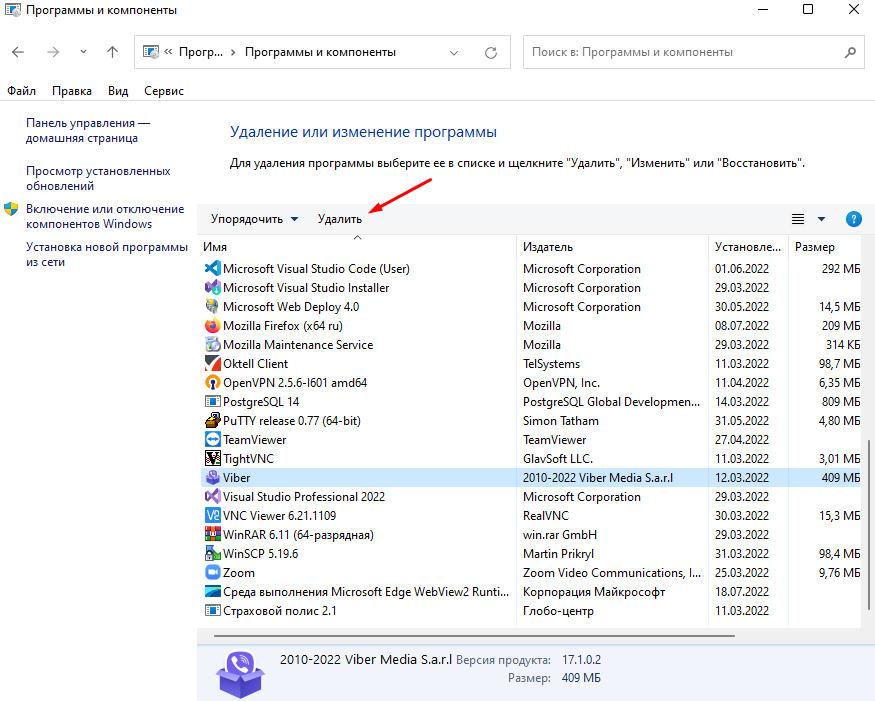 Программы и компоненты
« Прогр... › Программы и компоненты
Поиск в: Программы и компоненты
Файл Правка Вид Сервис
Панель управления —
домашняя страница
Просмотр установленных
обновлений
Включение или отключение
компонентов Windows
Установка новой программы
из сети
Удаление или изменение программы
Для удаления программы выберите ее в списке и щелкните "Удалить", "Изменить" или "Восстановить".
Упорядочить Удалить ?
Имя Издатель Установле... Размер
Microsoft Visual Studio Code (User) Microsoft Corporation 01.06.2022 292 МБ
Microsoft Visual Studio Installer Microsoft Corporation 29.03.2022
Microsoft Web Deploy 4.0 Microsoft Corporation 30.05.2022 14,5 МБ
Mozilla Firefox (x64 ru) Mozilla 08.07.2022 209 МБ
Mozilla Maintenance Service Mozilla 29.03.2022 314 КБ
Oktell Client TelSystems 11.03.2022 98,7 МБ
OpenVPN 2.5.6-I601 amd64 OpenVPN, Inc. 11.04.2022 6,35 МБ
PostgreSQL 14 PostgreSQL Global Developmen... 14.03.2022 809 МБ
PuTTY release 0.77 (64-bit) Simon Tatham 31.05.2022 4,80 МБ
TeamViewer TeamViewer 27.04.2022
TightVNC GlavSoft LLC. 11.03.2022 3,01 МБ
Viber 2010-2022 Viber Media S.a.r.l 12.03.2022 409 МБ
Visual Studio Professional 2022 Microsoft Corporation 29.03.2022
VNC Viewer 6.21.1109 RealVNC 30.03.2022 15,3 МБ
WinRAR 6.11 (64-разрядная) win.rar GmbH 29.03.2022
WinSCP 5.19.6 Martin Prikryl 31.03.2022 98,4 МБ
Zoom Zoom Video Communications, I... 25.03.2022 9,76 МБ
Среда выполнения Microsoft Edge WebView2 Runti... Корпорация Майкрософт 18.07.2022
Страховой полис 2.1 Глобо-центр 11.03.2022
2010-2022 Viber Media S.a.r.l Версия продукта: 17.1.0.2
Размер: 409 МБ